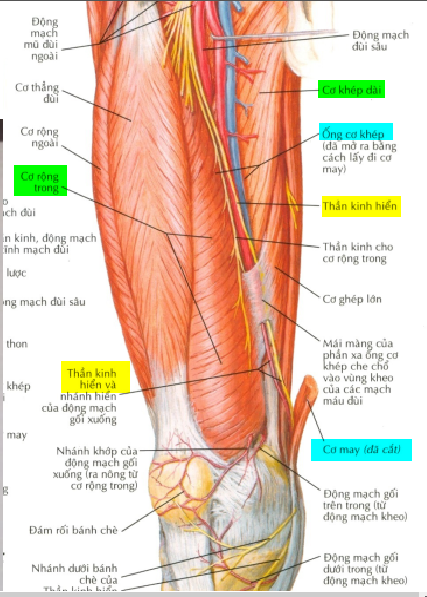 Động
mạch
mũ đùi
ngoài
Cơ thẳng
đùi
Cơ rộng
ngoài
Cơ rộng
trong
ạch đùi
kinh, động mạch
mạch đùi
lược
mạch đùi sâu
thon
khép
may
Thần kinh
hiển và
nhánh hiển
của động mạch
gối xuống
Nhánh khớp của
động mạch gối
xuống (ra nông từ
cơ rộng trong)
Đám rối bánh chè
Nhánh dưới bánh
chè của
Thần kinh hiển
Động mạch
đùi sâu
Cơ khép dài
Ống cơ khép
(đã mở ra bằng
cách lấy đi cơ
may)
Thần kinh hiển
Thần kinh cho
cơ rộng trong
Cơ ghép lớn
Mái màng của
phần xa ống cơ
khép che chổ
vào vùng kheo
của các mạch
máu đùi
Cơ may (đã cắt)
Động mạch gối
trên trong (từ
động mạch kheo)
Động mạch gối
dưới trong (từ
động mạch kheo)